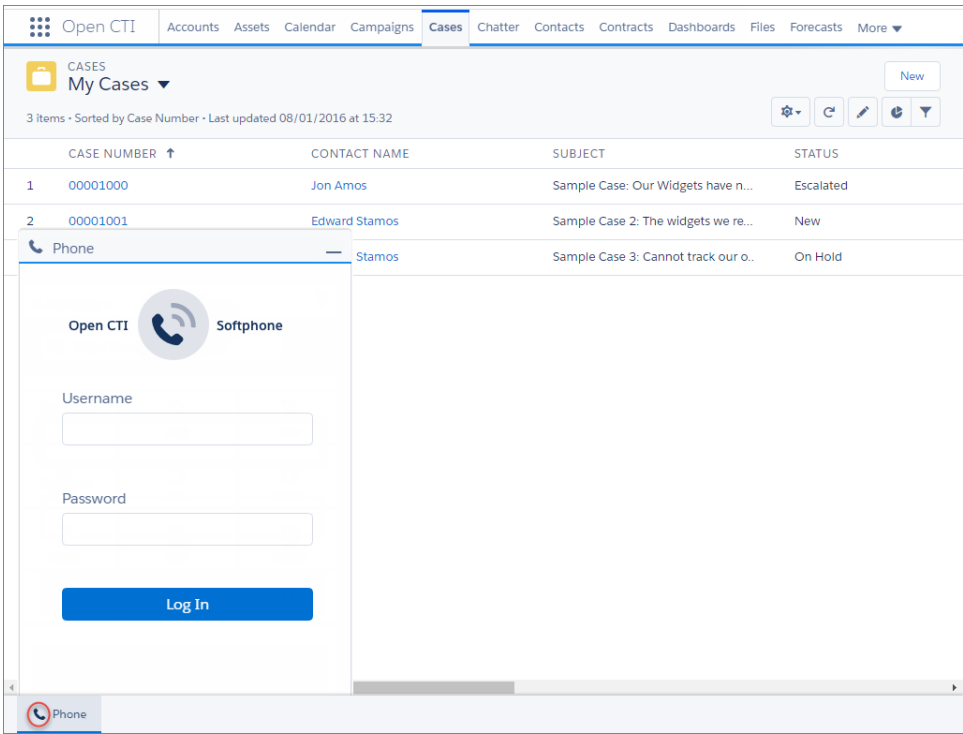 Open CTI Accounts Assets Calendar Campaigns Cases Chatter Contacts Contracts Dashboards Files Forecasts More
CASES
My Cases
New
3 items • Sorted by Case Number • Last updated 08/01/2016 at 15:32
CASE NUMBER CONTACT NAME SUBJECT STATUS
1 00001000 Jon Amos Sample Case: Our Widgets have n... Escalated
2 00001001 Edward Stamos Sample Case 2: The widgets we re... New
Stamos Sample Case 3: Cannot track our o.. On Hold
Phone
Open CTI Softphone
Username
Password
Log In
Phone